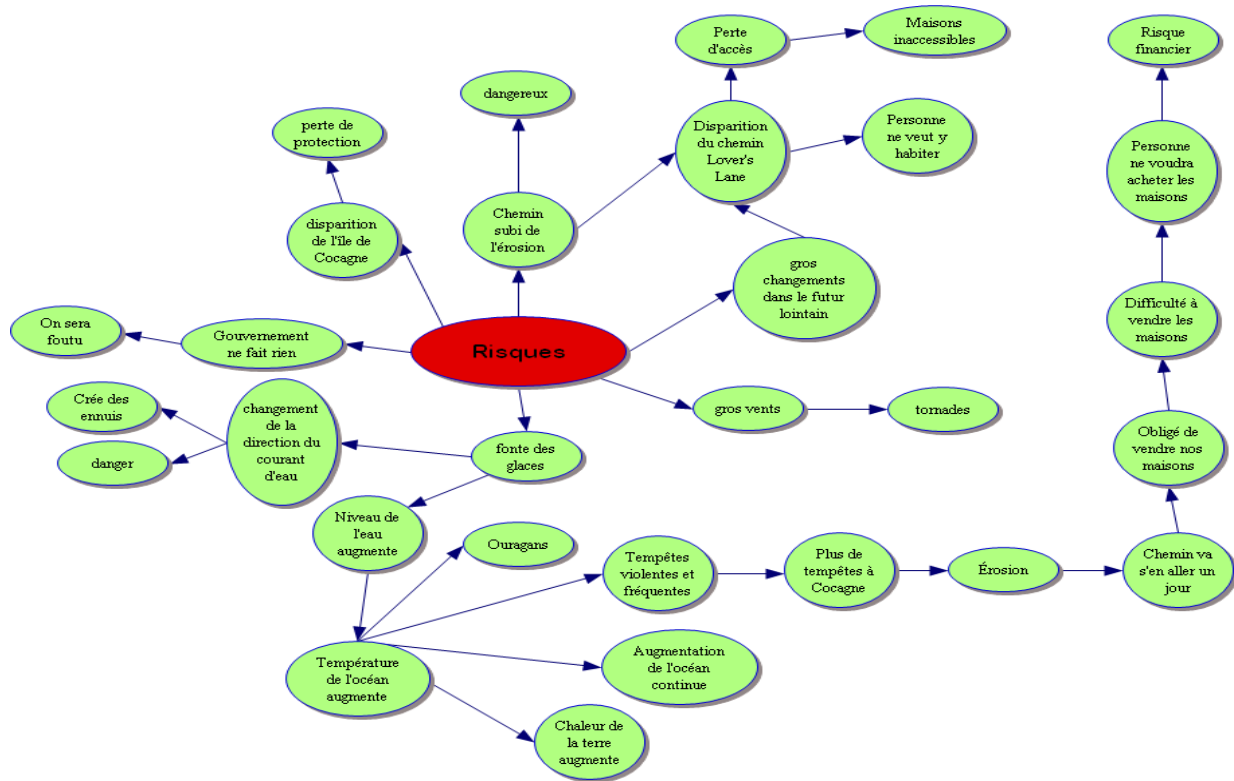 Perte
d'accès
Maisons
inaccessibles
Risque
financier
dangereux
perte de
protection
Disparition
du chemin
Lover's
Lane
Personne
ne veut y
habiter
Personne
ne voudra
acheter les
maisons
disparition
de l'île de
Cocagne
Chemin
subi de
l'érosion
gros
changements
dans le futur
lointain
Difficulté à
vendre les
maisons
On sera
foutu
Gouvernement
ne fait rien
Risques
Crée des
ennuis
danger
changement
de la
direction du
courant
d'eau
fonte des
glaces
gros vents
tornades
Obligé de
vendre nos
maisons
Niveau de
l'eau
augmente
Ouragans
Tempêtes
violentes et
fréquentes
Plus de
tempêtes à
Cocagne
Érosion
Chemin va
s'en aller un
jour
Température
de l'océan
augmente
Augmentation
de l'océan
continue
Chaleur de
la terre
augmente